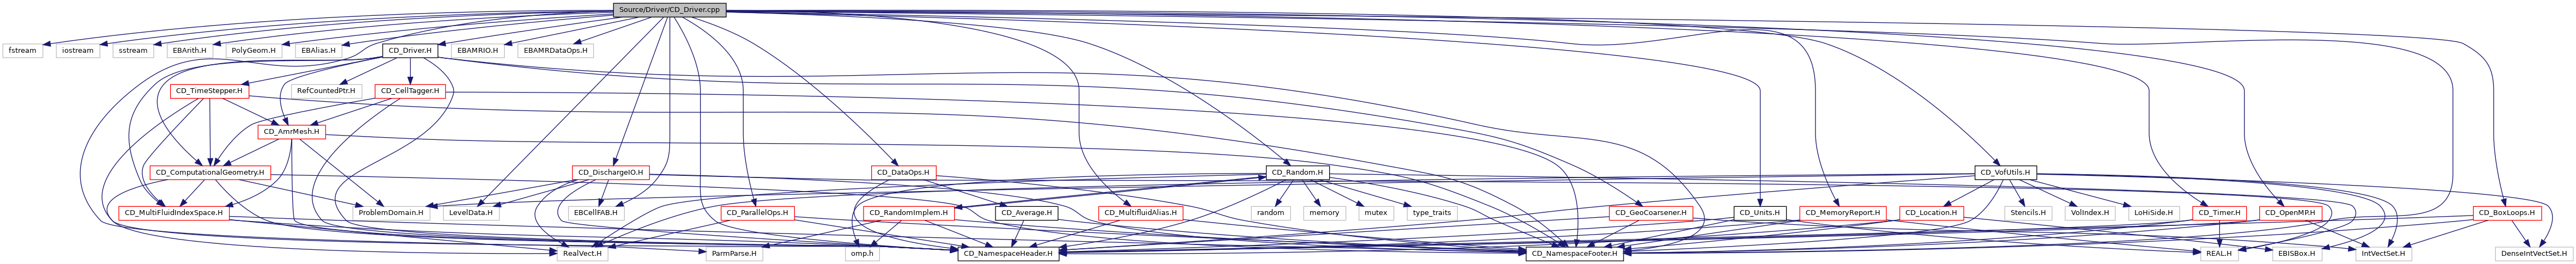 Source/Driver/CD_Driver.cpp
fstream
iostream
sstream
EBArith.H
PolyGeom.H
EBAlias.H
CD_Driver.H
EBAMRIO.H
EBAMRDataOps.H
CD_TimeStepper.H
RefCountedPtr.H
CD_CellTagger.H
CD_AmrMesh.H
CD_ComputationalGeometry.H
CD_DischargeIO.H
CD_DataOps.H
CD_Random.H
CD_VofUtils.H
CD_MultiFluidIndexSpace.H
ProblemDomain.H
LevelData.H
EBCellFAB.H
CD_ParallelOps.H
CD_RandomImplem.H
CD_Average.H
CD_MultifluidAlias.H
random
memory
mutex
type_traits
CD_GeoCoarsener.H
CD_Units.H
CD_MemoryReport.H
CD_Location.H
Stencils.H
VolIndex.H
LoHiSide.H
CD_Timer.H
CD_OpenMP.H
CD_BoxLoops.H
RealVect.H
ParmParse.H
omp.h
CD_NamespaceHeader.H
CD_NamespaceFooter.H
REAL.H
EBISBox.H
IntVectSet.H
DenseIntVectSet.H